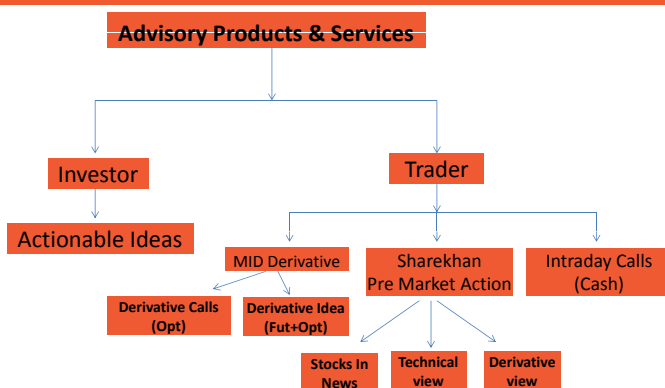 Advisory Products & Services
Investor
Trader
Actionable Ideas
MID Derivative
Sharekhan
Pre Market Action
Intraday Calls
(Cash)
Derivative Calls
(Opt)
Derivative Idea
(Fut+Opt)
Stocks In
News
Technical
view
Derivative
view